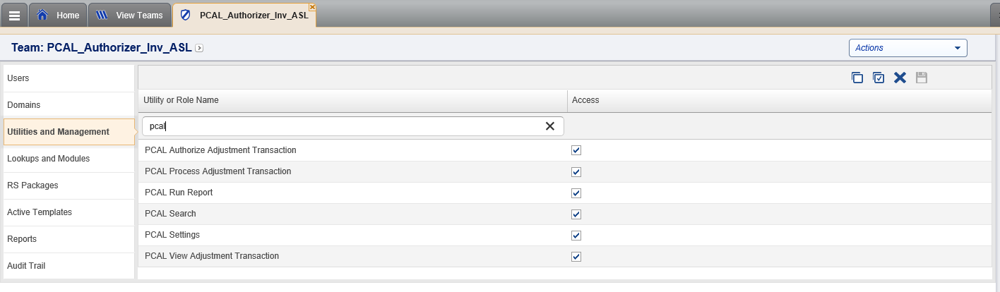 Home
View Teams
PCAL_Authorizer_Inv_ASL
Team: PCAL_Authorizer_Inv_ASL
Actions
Users
Domains
Utilities and Management
Lookups and Modules
RS Packages
Active Templates
Reports
Audit Trail
Utility or Role Name
Access
pcal
PCAL Authorize Adjustment Transaction
PCAL Process Adjustment Transaction
PCAL Run Report
PCAL Search
PCAL Settings
PCAL View Adjustment Transaction